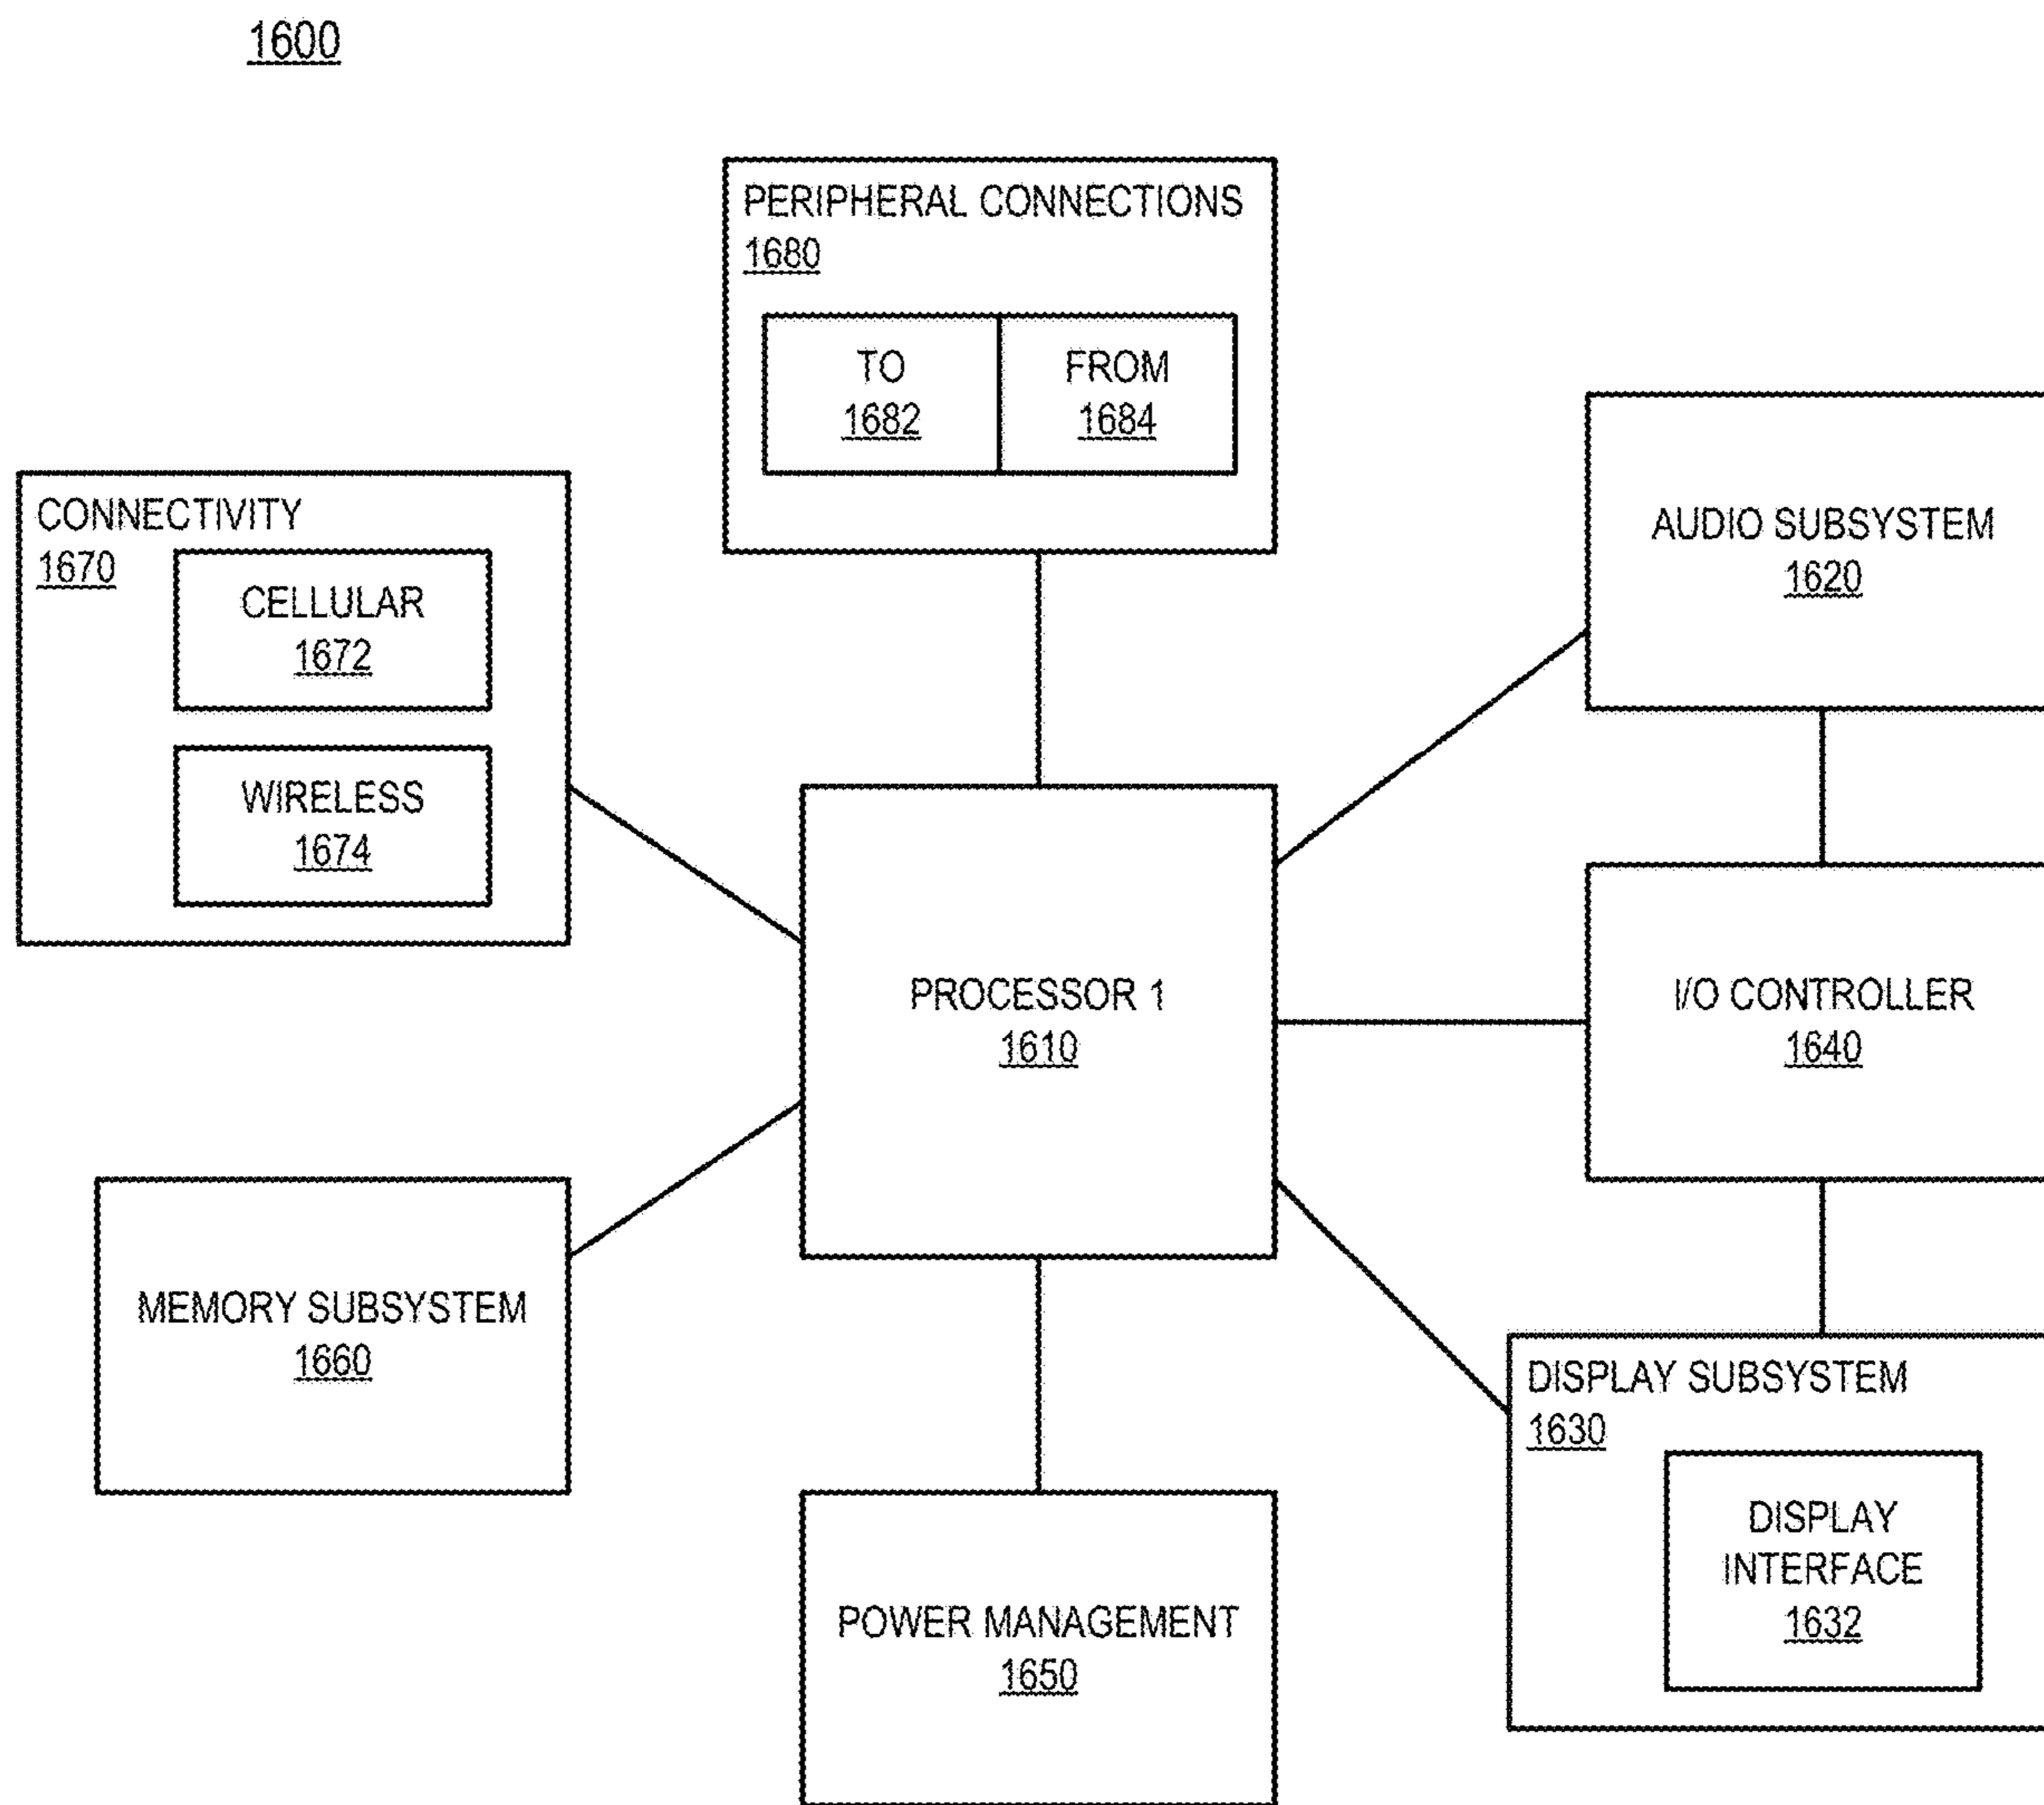 1600
PERIPHERAL CONNECTIONS
1680
TO
1682
FROM
1684
CONNECTIVITY
1670
CELLULAR
1672
WIRELESS
1674
AUDIO SUBSYSTEM
1620
PROCESSOR 1
1610
I/O CONTROLLER
1640
MEMORY SUBSYSTEM
1660
DISPLAY SUBSYSTEM
1630
DISPLAY
INTERFACE
1632
POWER MANAGEMENT
1650